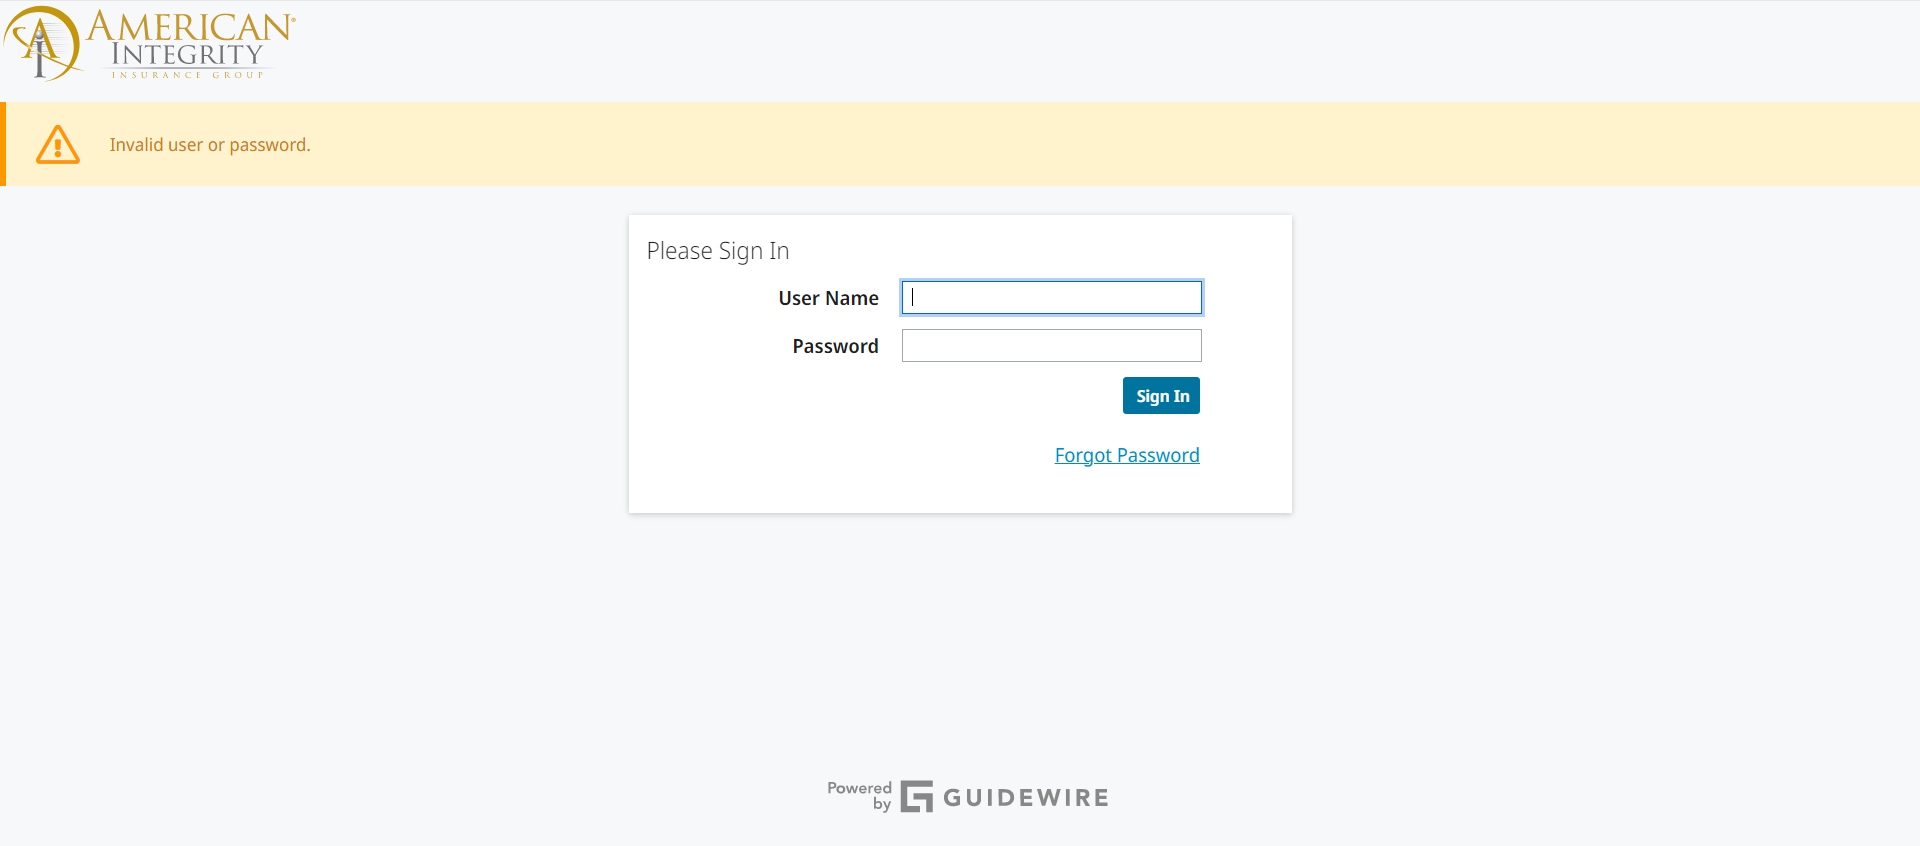 AMERICAN®
INTEGRITY
INSURANCE GROUP
Invalid user or password.
Please Sign In
User Name
Password
Sign In
Forgot Password
Powered by GUIDEWIRE